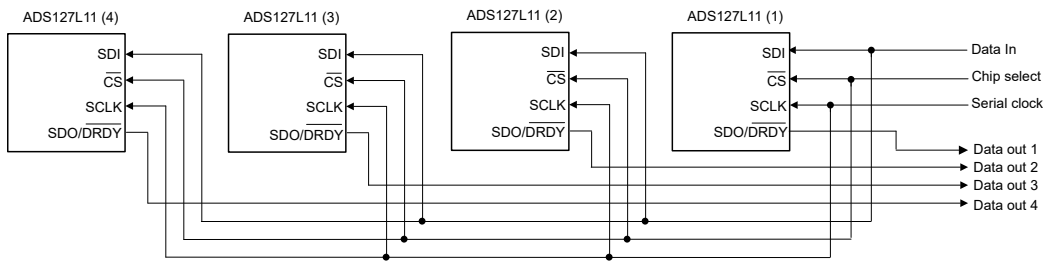 ADS127L11 (4)
SDI
CS
SCLK
SDO/DRDY
ADS127L11 (3)
SDI
CS
SCLK
SDO/DRDY
ADS127L11 (2)
SDI
CS
SCLK
SDO/DRDY
ADS127L11 (1)
SDI
CS
SCLK
SDO/DRDY
Data In
Chip select
Serial clock
Data out 1
Data out 2
Data out 3
Data out 4